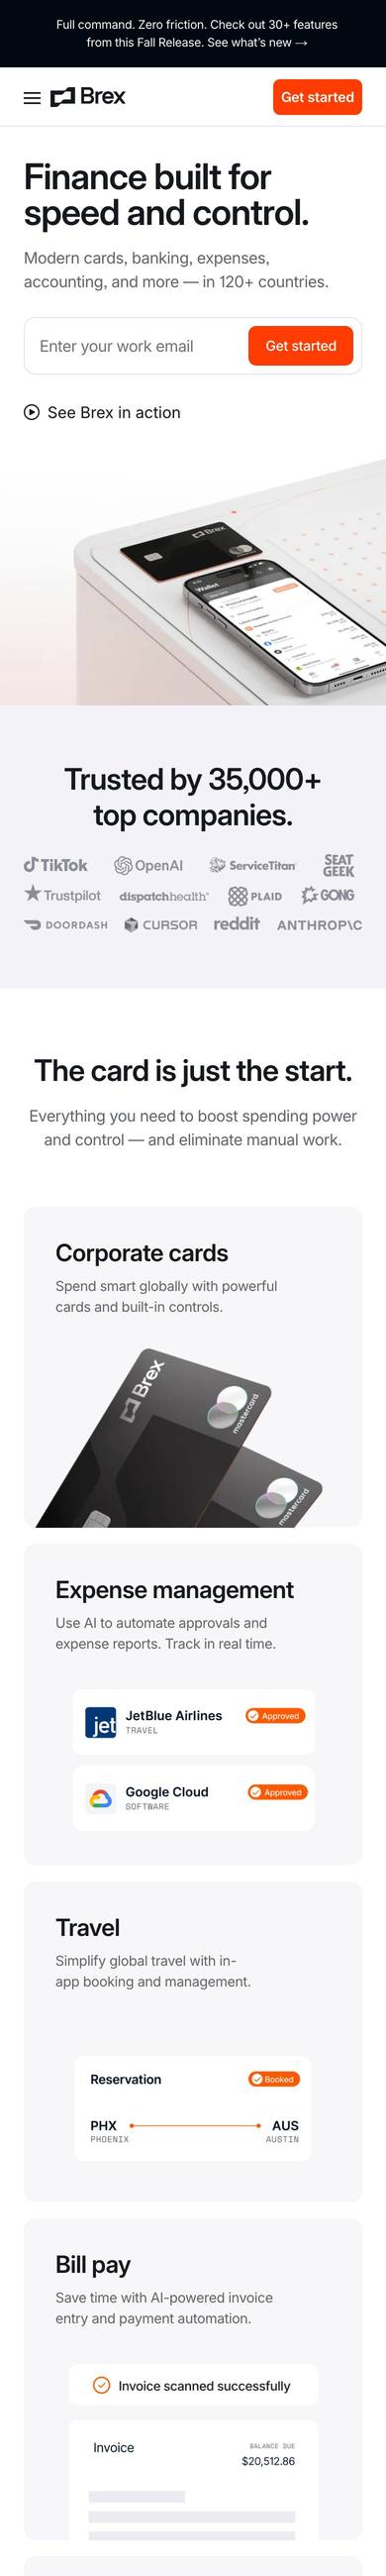 Full command. Zero friction. Check out 30+ features
from this Fall Release. See what's new →
Brex
Get started
Finance built for
speed and control.
Modern cards, banking, expenses,
accounting, and more — in 120+ countries.
Enter your work email
Get started
See Brex in action
Brex
Wallet
Trusted by 35,000+
top companies.
TikTok
OpenAI
ServiceTitan
SEAT
GEEK
Trustpilot
dispatchhealth
PLAID
GONG
DOORDASH
CURSOR
reddit
ANTHROP\C
The card is just the start.
Everything you need to boost spending power
and control — and eliminate manual work.
Corporate cards
Spend smart globally with powerful
cards and built-in controls.
Brex
mastercard
mastercard
Expense management
Use AI to automate approvals and
expense reports. Track in real time.
jet
JetBlue Airlines
Approved
TRAVEL
Google Cloud
Approved
SOFTWARE
Travel
Simplify global travel with in-
app booking and management.
Reservation
Booked
PHX
AUS
PHOENIX
AUSTIN
Bill pay
Save time with AI-powered invoice
entry and payment automation.
Invoice scanned successfully
Invoice
BALANCE DUE
$20,512.86